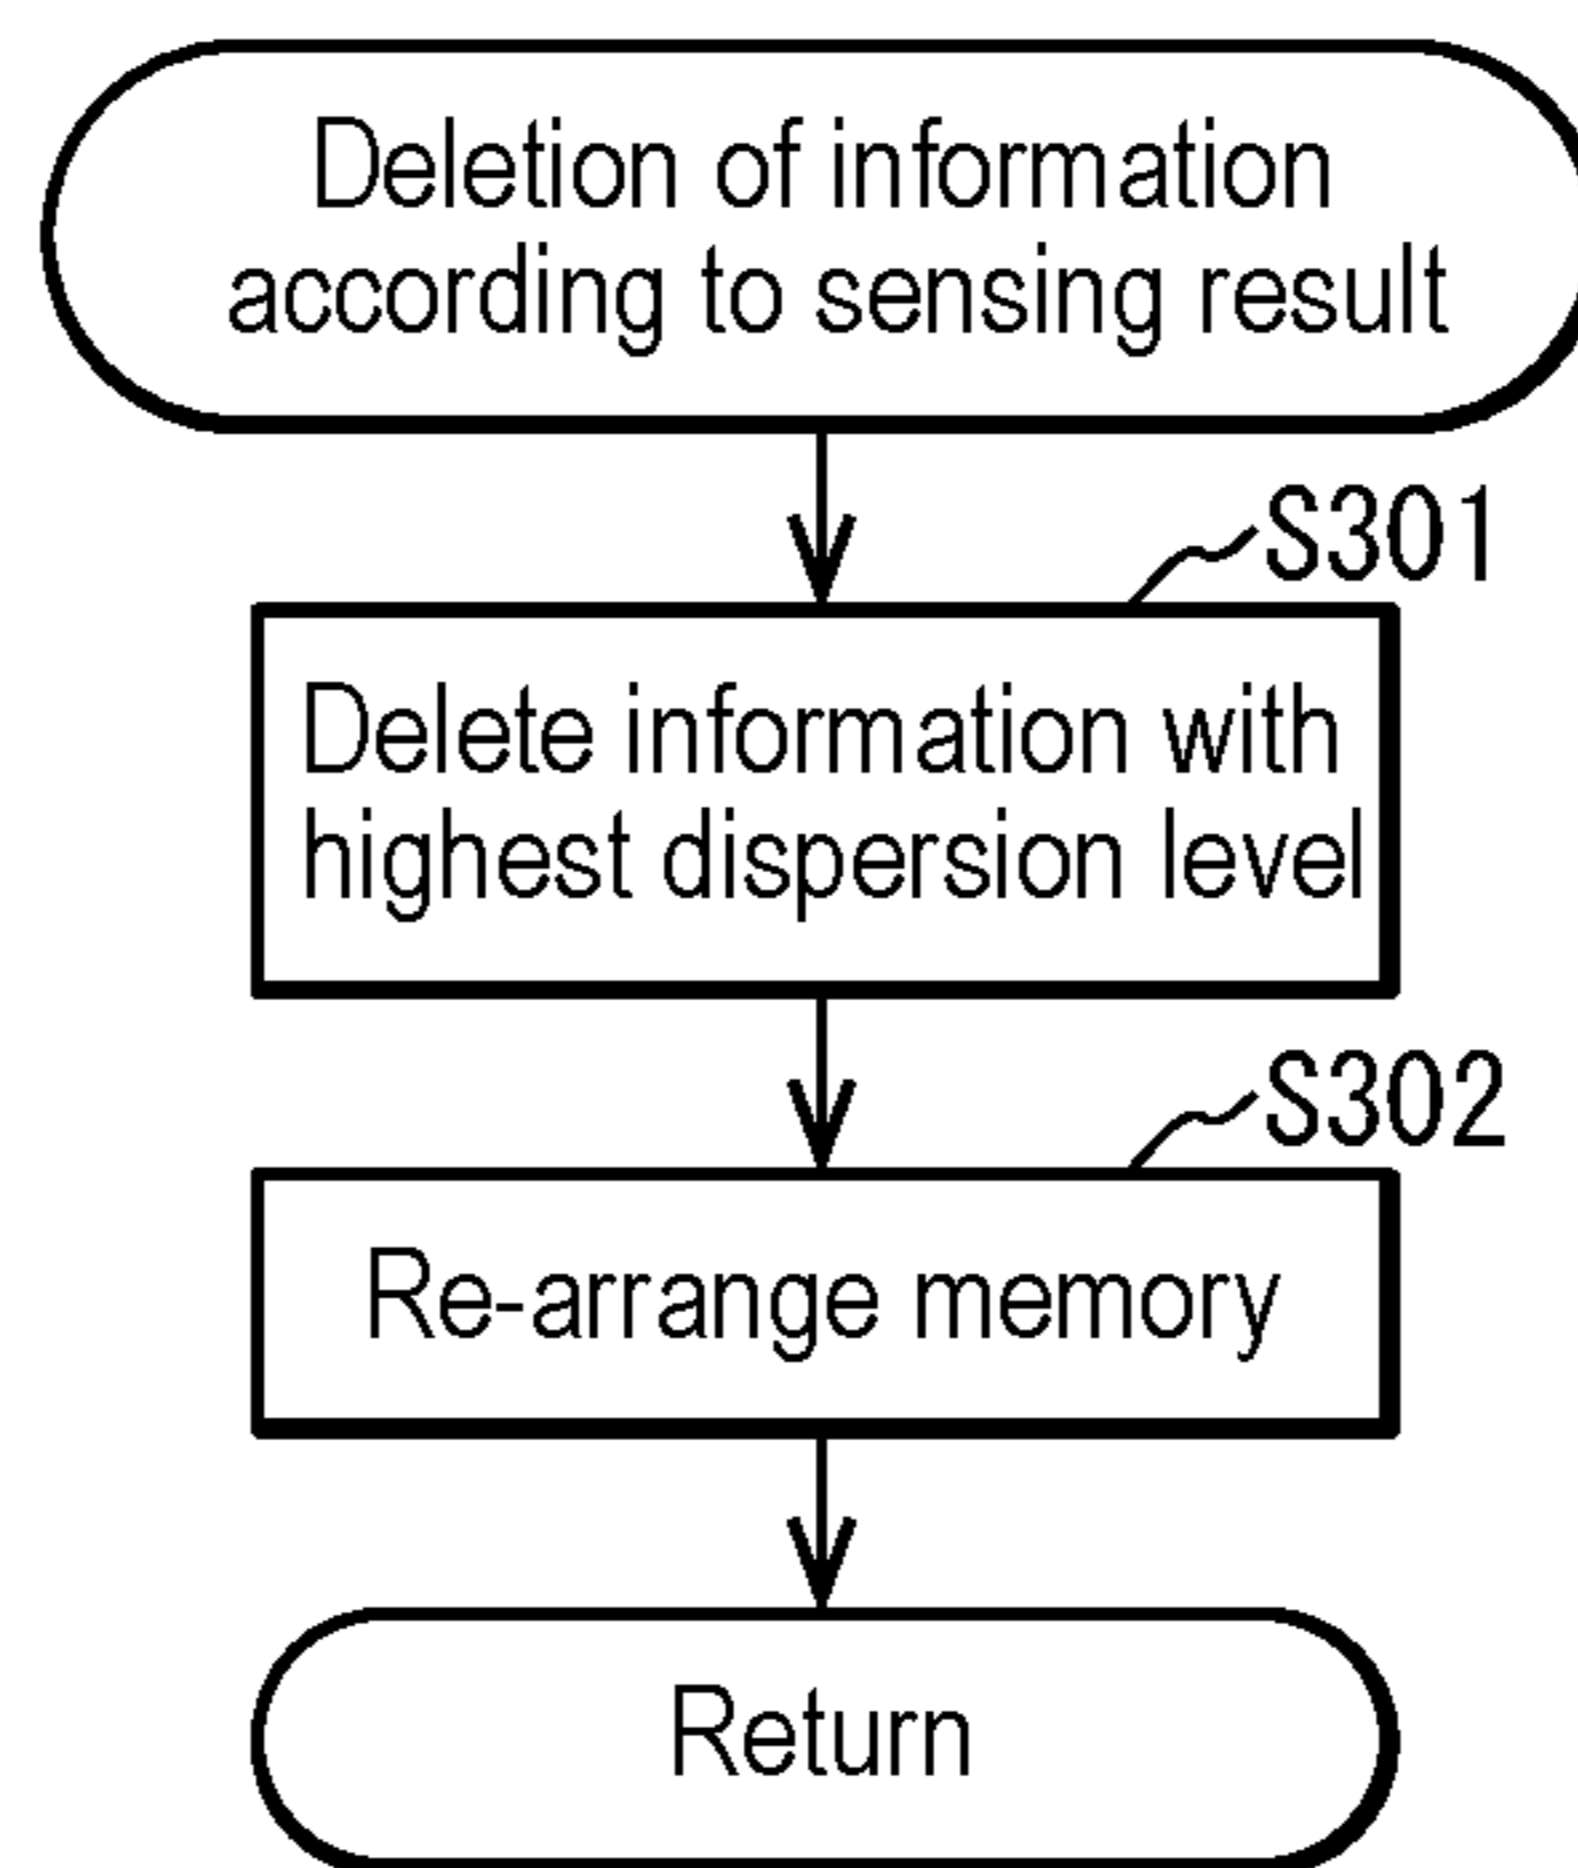 Deletion of information
according to sensing result
S301
Delete information with
highest dispersion level
S302
Re-arrange memory
Return